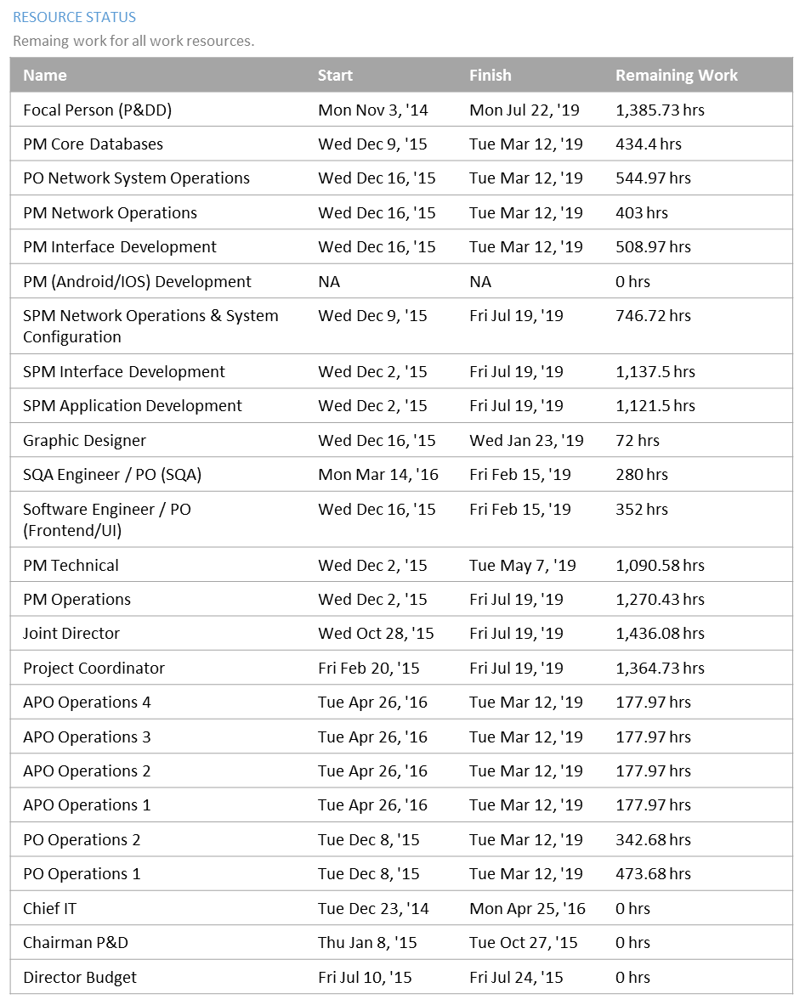 RESOURCE STATUS
Remaing work for all work resources.
Name Start Finish Remaining Work
Focal Person (P&DD) Mon Nov 3, '14 Mon Jul 22, '19 1,385.73 hrs
PM Core Databases Wed Dec 9, '15 Tue Mar 12, '19 434.4 hrs
PO Network System Operations Wed Dec 16, '15 Tue Mar 12, '19 544.97 hrs
PM Network Operations Wed Dec 16, '15 Tue Mar 12, '19 403 hrs
PM Interface Development Wed Dec 16, '15 Tue Mar 12, '19 508.97 hrs
PM (Android/IOS) Development NA NA 0 hrs
SPM Network Operations & System Wed Dec 9, '15 Fri Jul 19, '19 746.72 hrs
Configuration
SPM Interface Development Wed Dec 2, '15 Fri Jul 19, '19 1,137.5 hrs
SPM Application Development Wed Dec 2, '15 Fri Jul 19, '19 1,121.5 hrs
Graphic Designer Wed Dec 16, '15 Wed Jan 23, '19 72 hrs
SQA Engineer / PO (SQA) Mon Mar 14, '16 Fri Feb 15, '19 280 hrs
Software Engineer / PO Wed Dec 16, '15 Fri Feb 15, '19 352 hrs
(Frontend/UI)
PM Technical Wed Dec 2, '15 Tue May 7, '19 1,090.58 hrs
PM Operations Wed Dec 2, '15 Fri Jul 19, '19 1,270.43 hrs
Joint Director Wed Oct 28, '15 Fri Jul 19, '19 1,436.08 hrs
Project Coordinator Fri Feb 20, '15 Fri Jul 19, '19 1,364.73 hrs
APO Operations 4 Tue Apr 26, '16 Tue Mar 12, '19 177.97 hrs
APO Operations 3 Tue Apr 26, '16 Tue Mar 12, '19 177.97 hrs
APO Operations 2 Tue Apr 26, '16 Tue Mar 12, '19 177.97 hrs
APO Operations 1 Tue Apr 26, '16 Tue Mar 12, '19 177.97 hrs
PO Operations 2 Tue Dec 8, '15 Tue Mar 12, '19 342.68 hrs
PO Operations 1 Tue Dec 8, '15 Tue Mar 12, '19 473.68 hrs
Chief IT Tue Dec 23, '14 Mon Apr 25, '16 0 hrs
Chairman P&D Thu Jan 8, '15 Tue Oct 27, '15 0 hrs
Director Budget Fri Jul 10, '15 Fri Jul 24, '15 0 hrs